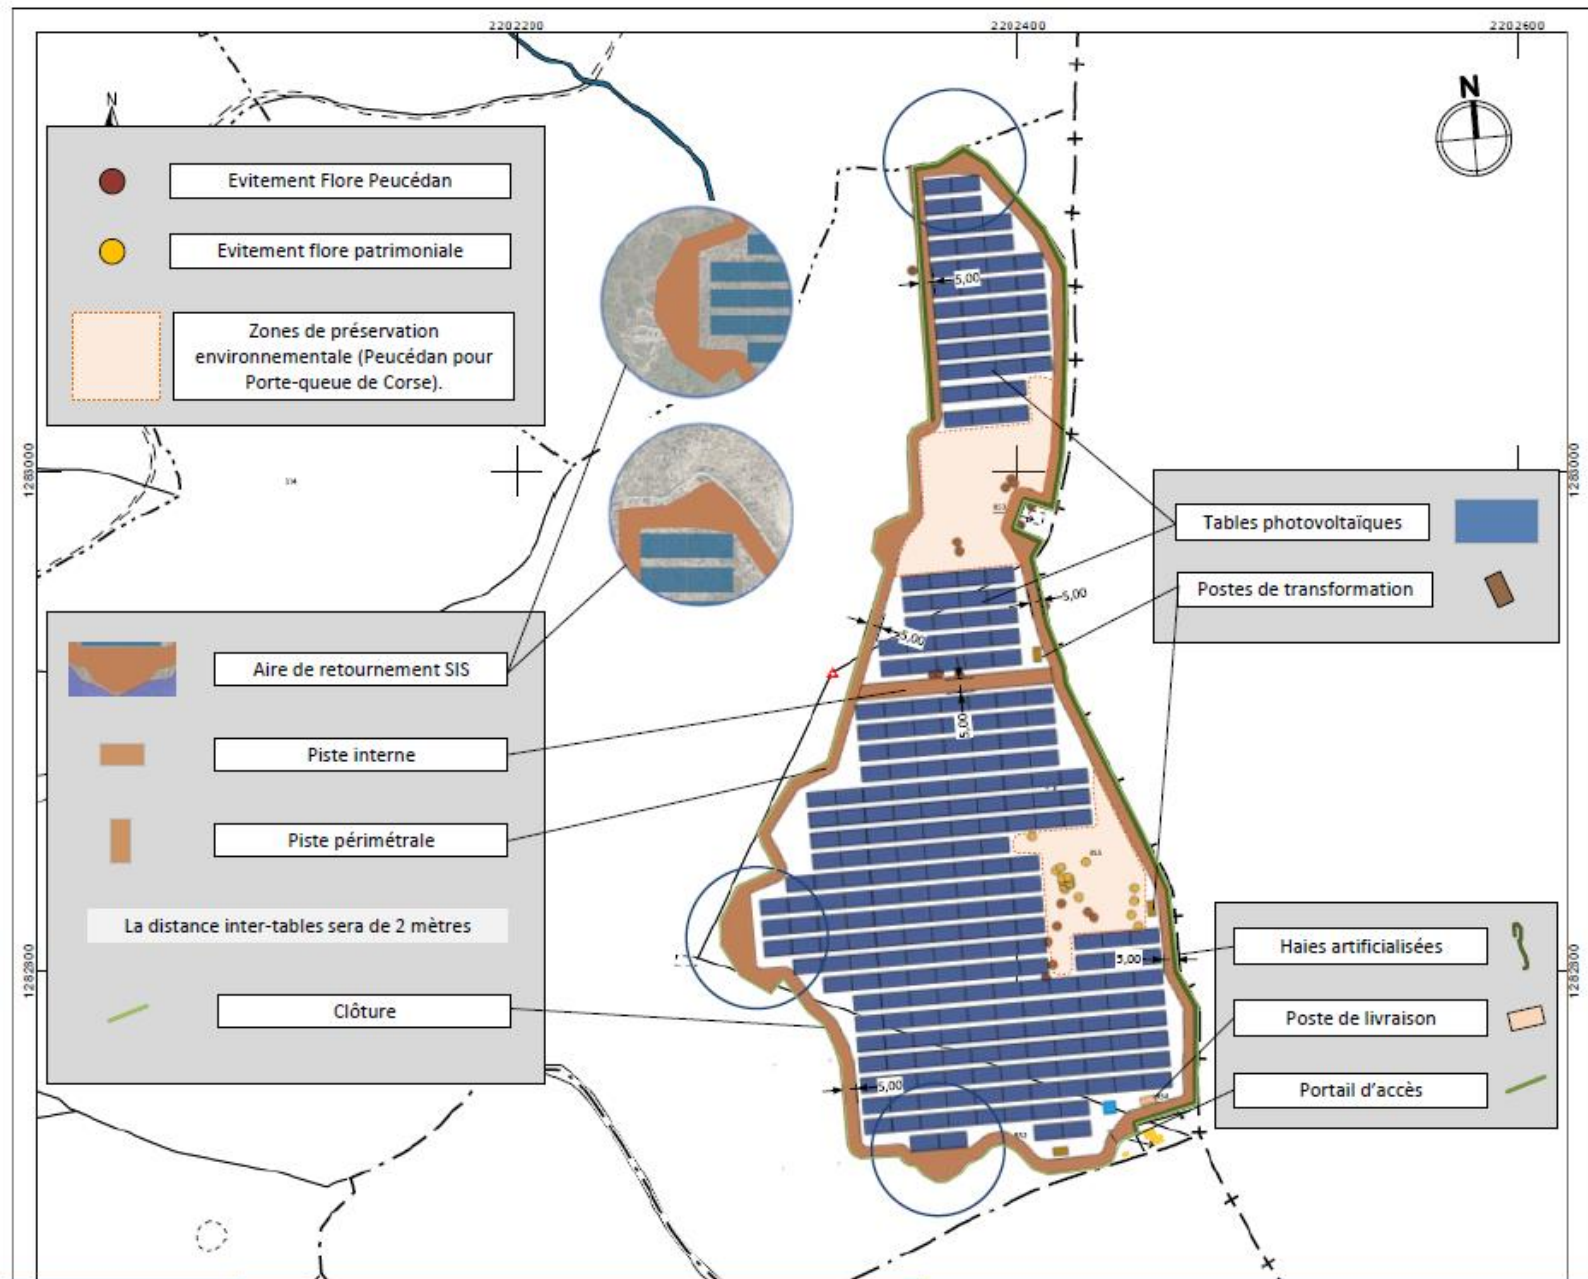 2202200
2202400
2202600
N
N
Evitement Flore Peucédan
Evitement flore patrimoniale
Zones de préservation
environnementale (Peucédan pour
Porte-queue de Corse).
5,00
1283000
1283000
Tables photovoltaïques
Postes de transformation
5,00
5,00
5,00
Aire de retournement SIS
Piste interne
Piste périmétrale
La distance inter-tables sera de 2 mètres
Clôture
5,00
1282800
1282800
Haies artificialisées
Poste de livraison
Portail d'accès
5,00